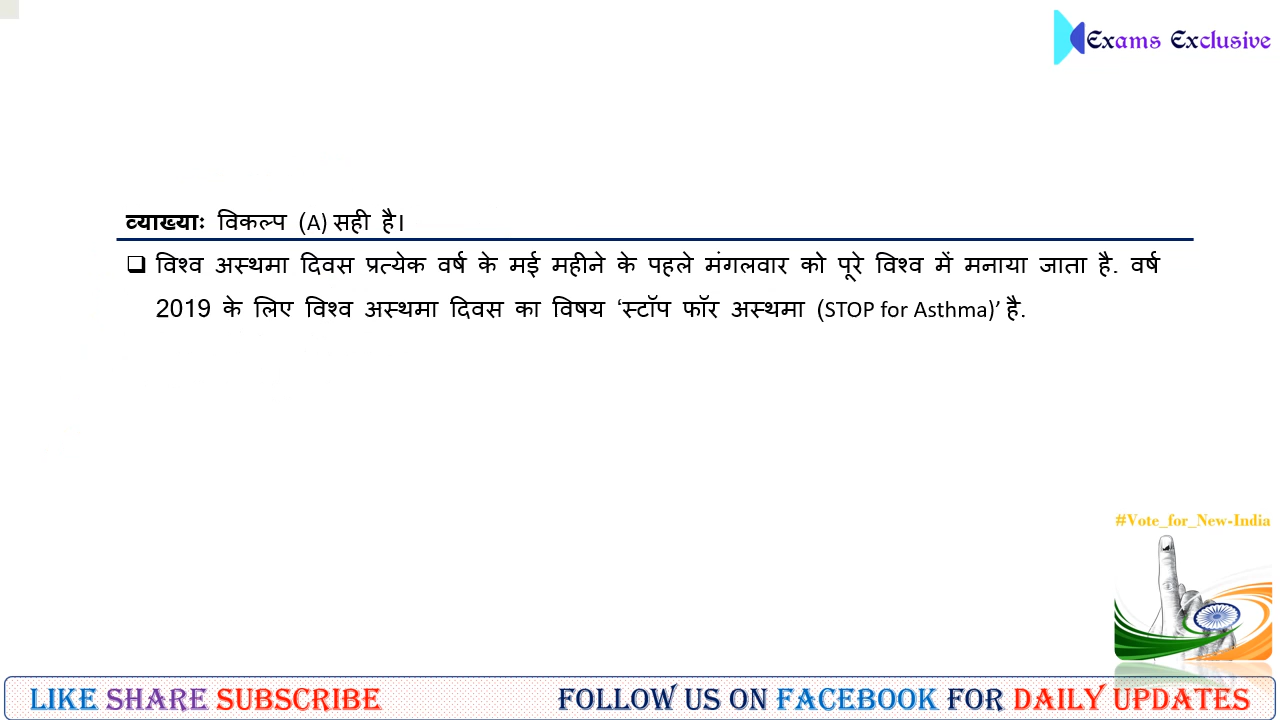 Exams Exclusive
व्याख्याः विकल्प (A) सही है।
❑ विश्व अस्थमा दिवस प्रत्येक वर्ष के मई महीने के पहले मंगलवार को पूरे विश्व में मनाया जाता है. वर्ष
2019 के लिए विश्व अस्थमा दिवस का विषय ‘स्टॉप फॉर अस्थमा (STOP for Asthma)’ है.
#Vote_for_New-India
LIKE SHARE SUBSCRIBE FOLLOW US ON FACEBOOK FOR DAILY UPDATES